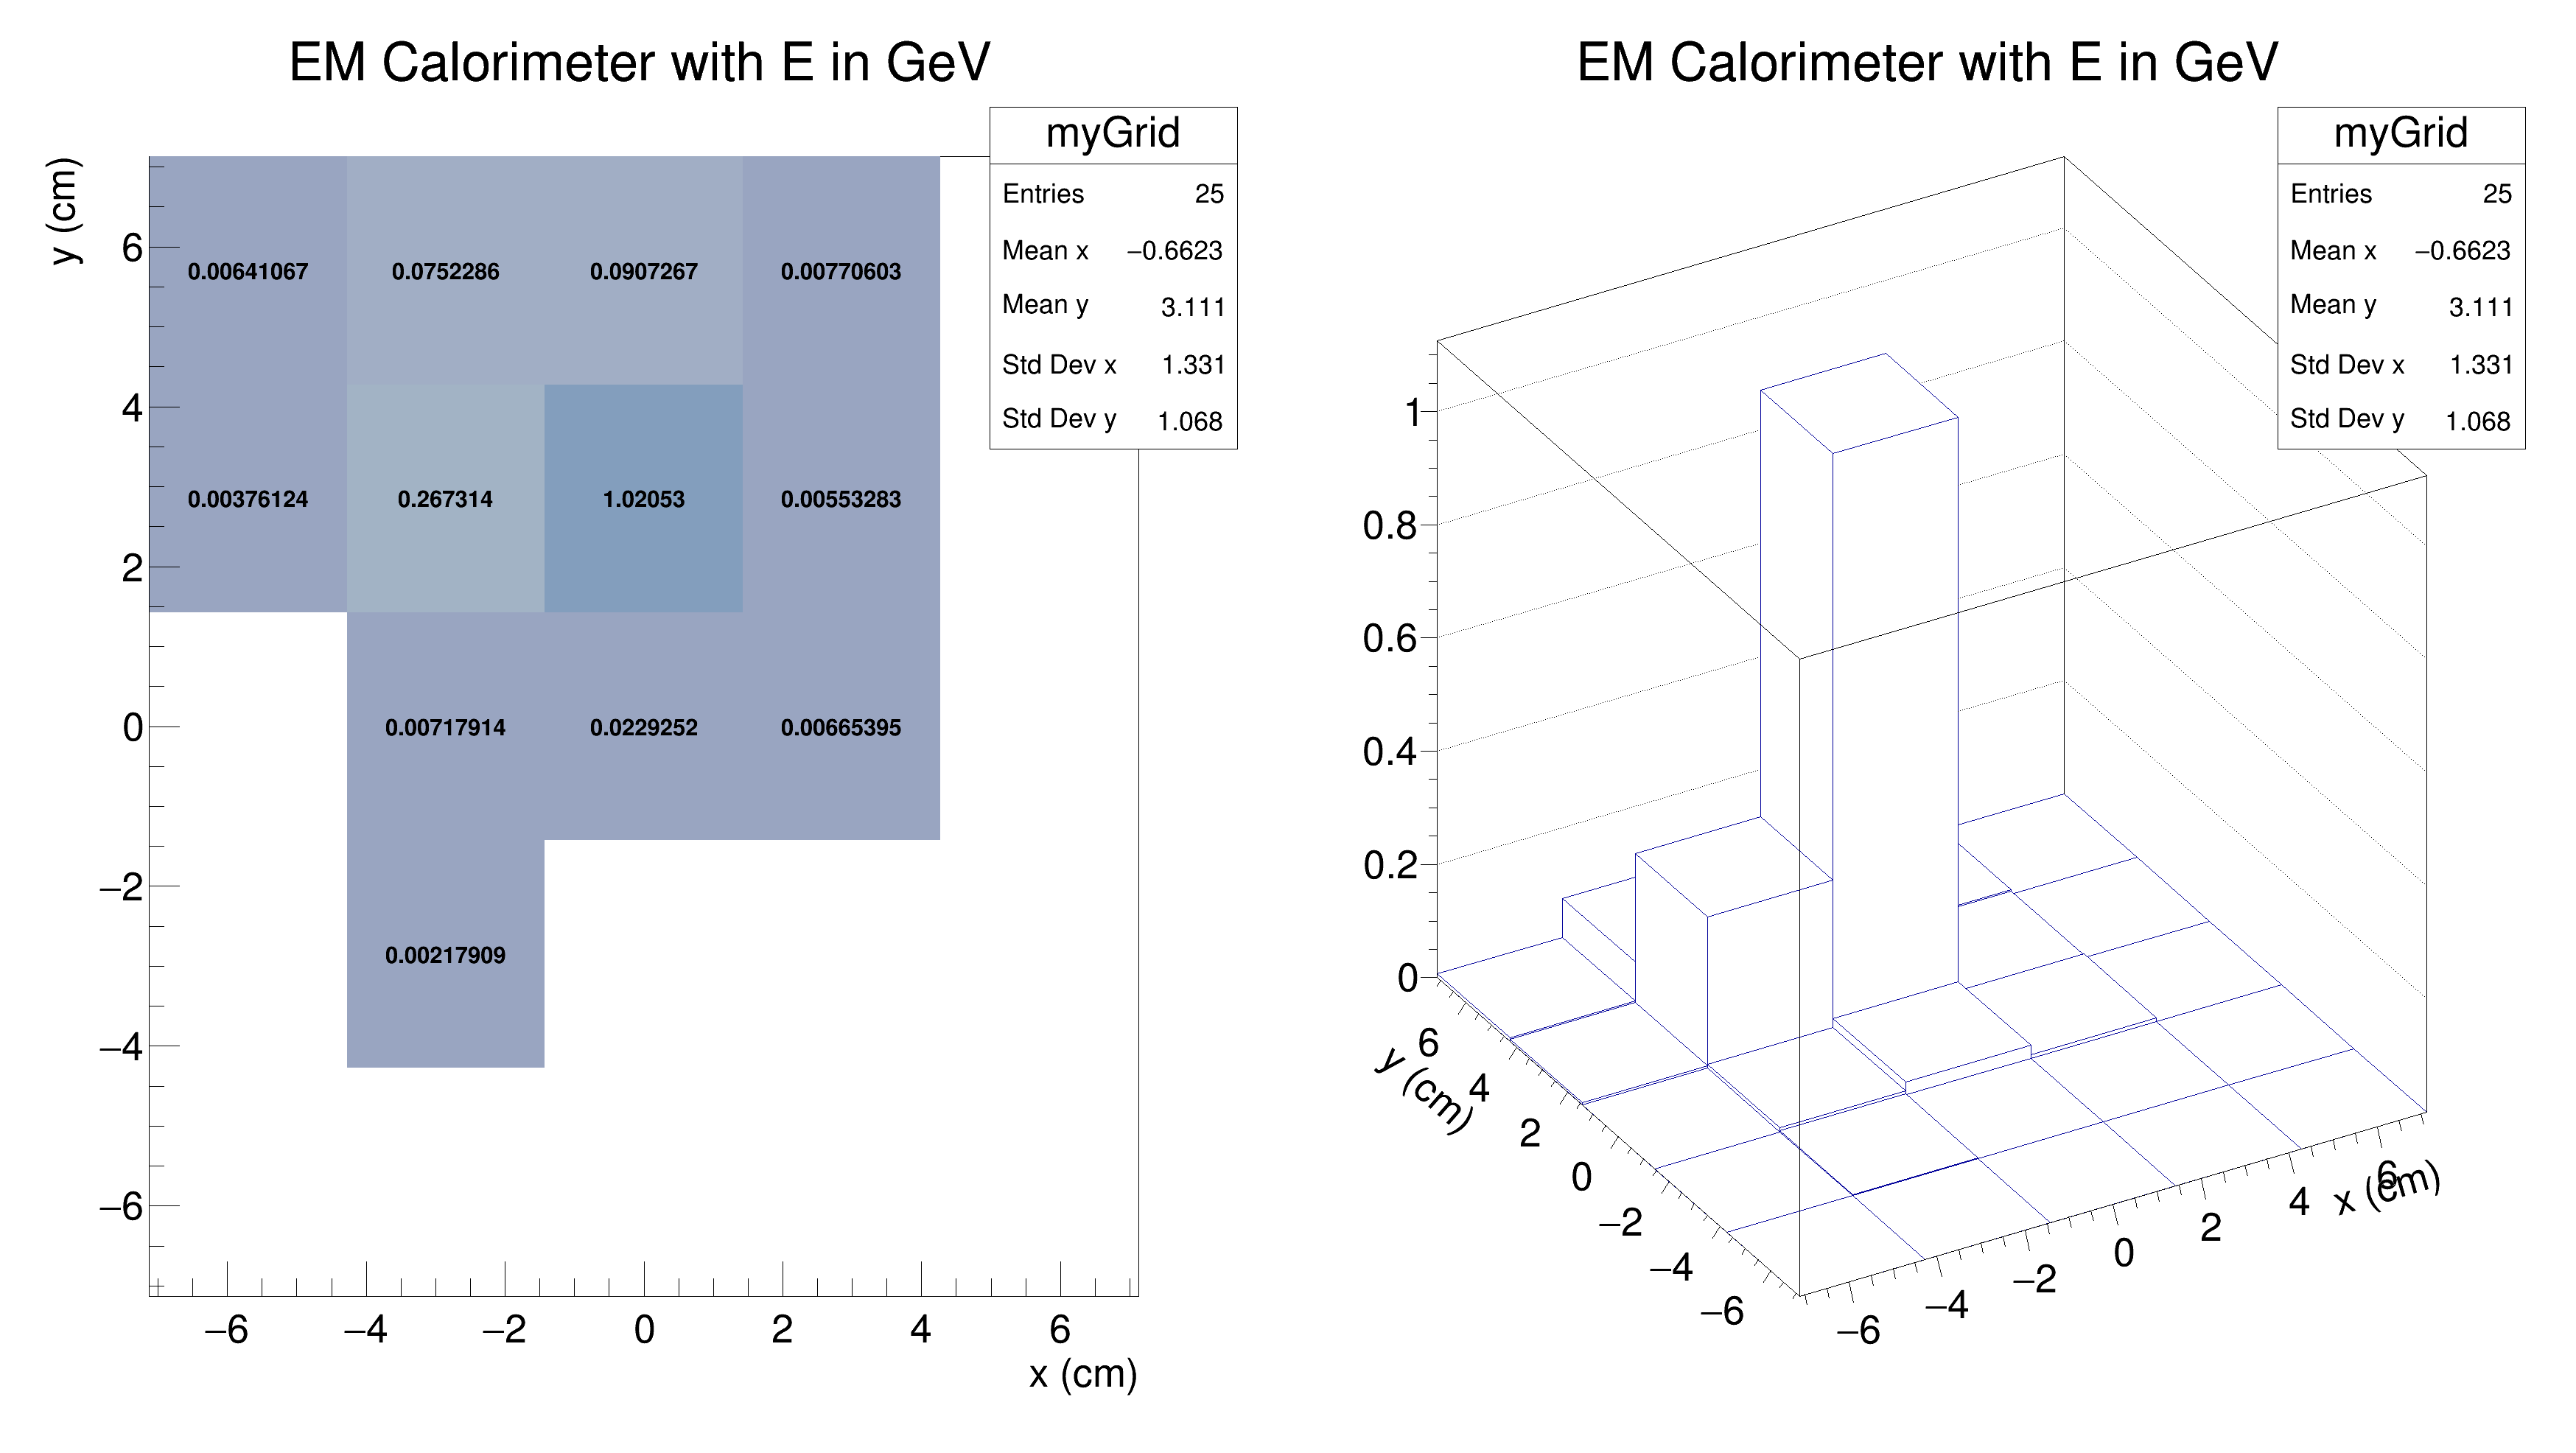 EM Calorimeter with E in GeV
myGrid
Entries 25
Mean x −0.6623
Mean y 3.111
Std Dev x 1.331
Std Dev y 1.068
y (cm)
6
4
2
0
−2
−4
−6
0.00641067 0.0752286 0.0907267 0.00770603
0.00376124 0.267314 1.02053 0.00553283
0.00717914 0.0229252 0.00665395
0.00217909
−6 −4 −2 0 2 4 6
x (cm)
EM Calorimeter with E in GeV
myGrid
Entries 25
Mean x −0.6623
Mean y 3.111
Std Dev x 1.331
Std Dev y 1.068
1
0.8
0.6
0.4
0.2
0
6
4
2
0
−2
−4
−6
y (cm)
−6
−4
−2
0
2
4
6
x (cm)